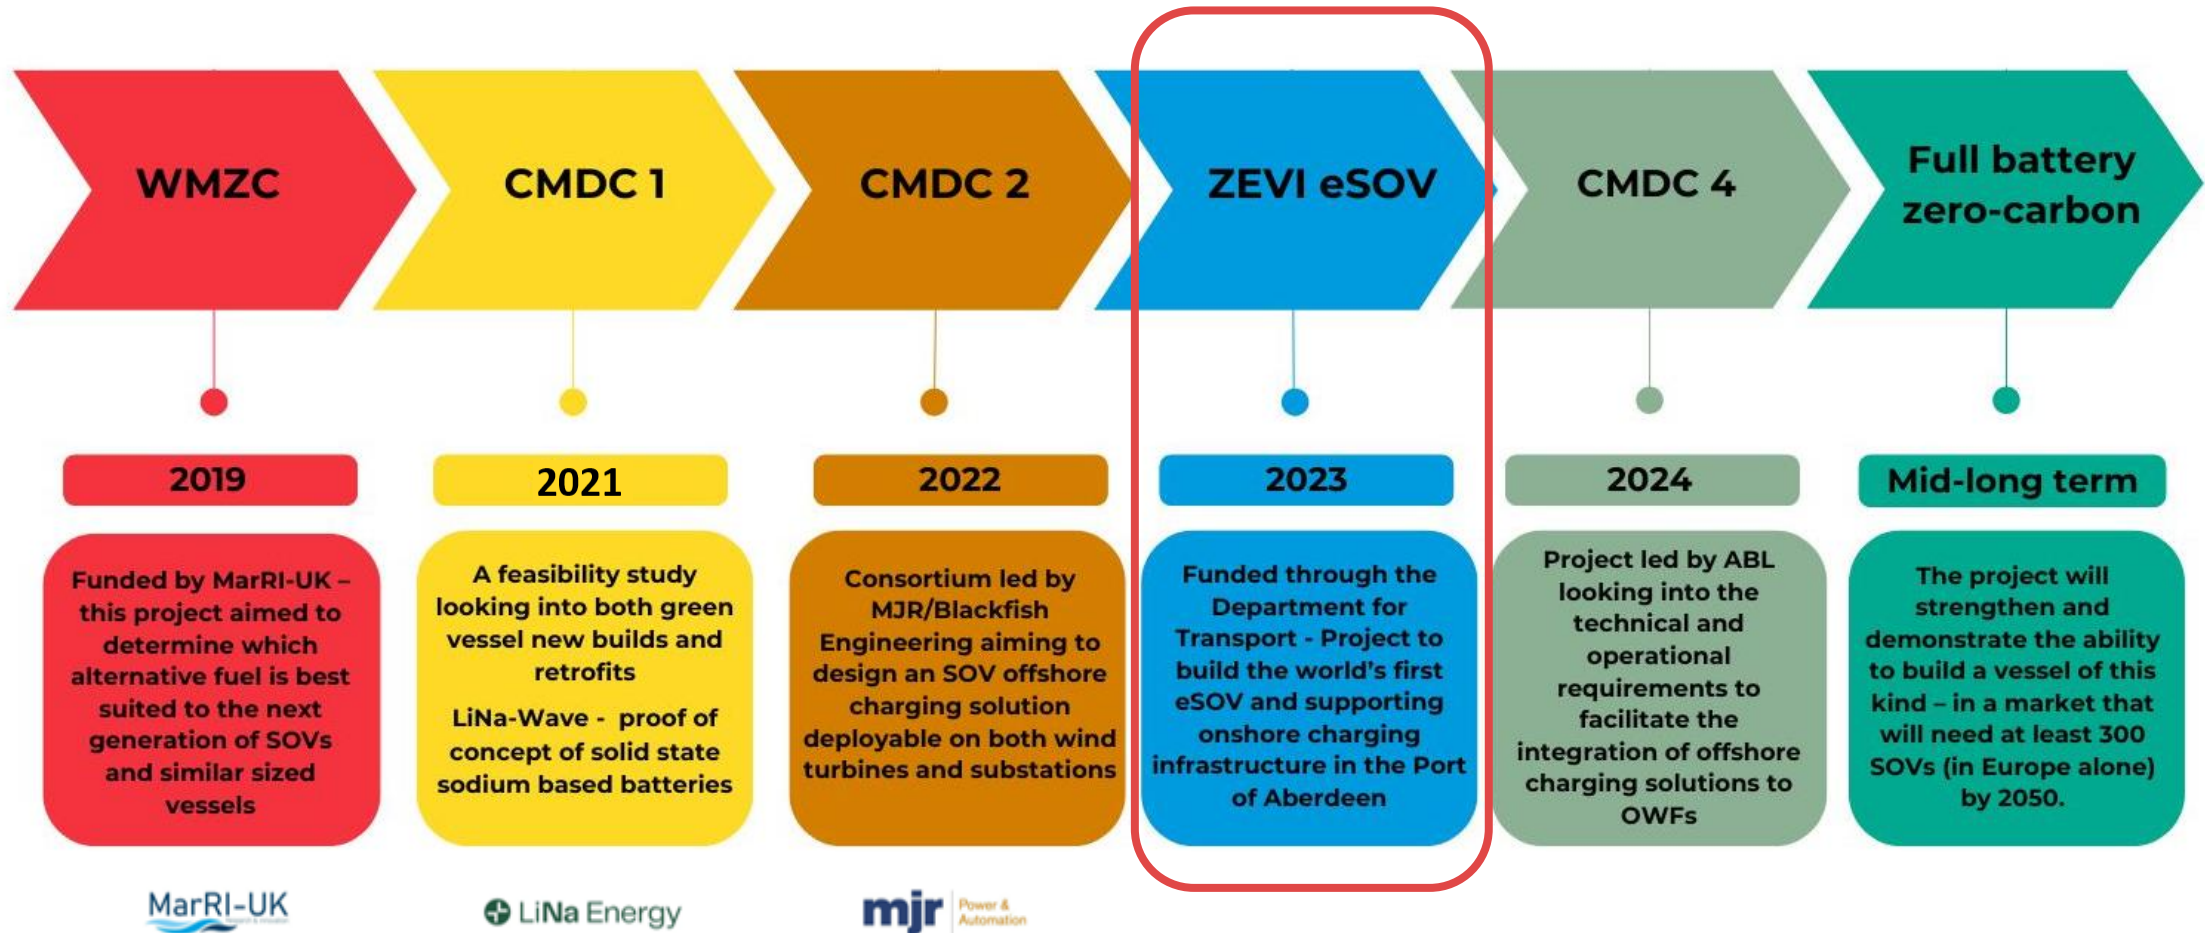 WMZC
CMDC 1
CMDC 2
ZEVI eSOV
CMDC 4
Full battery
zero-carbon
2019
2021
2022
2023
2024
Mid-long term
Funded by MarRI-UK –
this project aimed to
determine which
alternative fuel is best
suited to the next
generation of SOVs
and similar sized
vessels
A feasibility study
looking into both green
vessel new builds and
retrofits
LiNa-Wave - proof of
concept of solid state
sodium based batteries
Consortium led by
MJR/Blackfish
Engineering aiming to
design an SOV offshore
charging solution
deployable on both wind
turbines and substations
Funded through the
Department for
Transport - Project to
build the world's first
eSOV and supporting
onshore charging
infrastructure in the Port
of Aberdeen
Project led by ABL
looking into the
technical and
operational
requirements to
facilitate the
integration of offshore
charging solutions to
OWFs
The project will
strengthen and
demonstrate the ability
to build a vessel of this
kind – in a market that
will need at least 300
SOVs (in Europe alone)
by 2050.
MarRI-UK
LiNa Energy
mjr
Power &
Automation